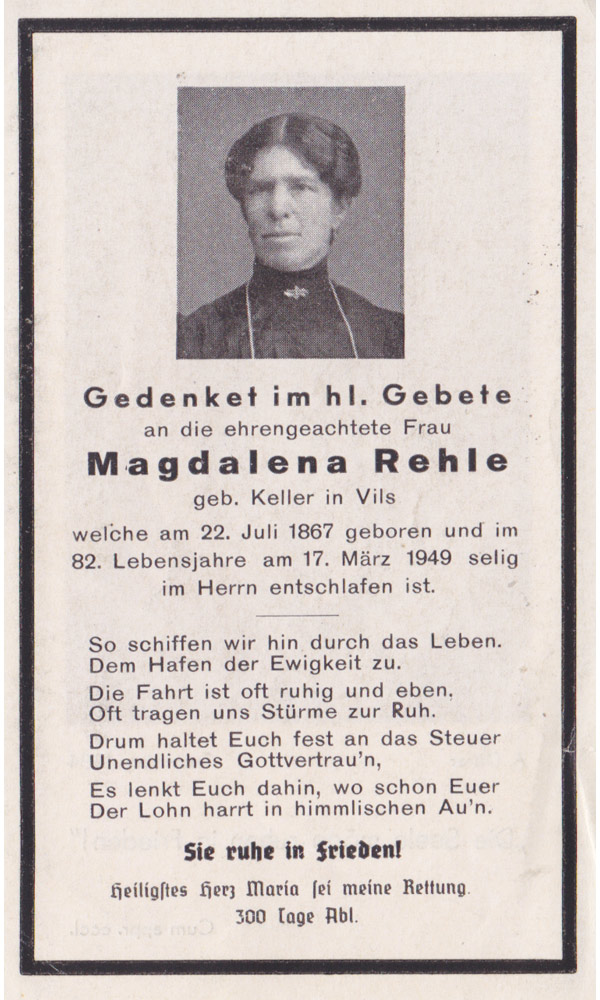 Gedenket im hl. Gebete
an die ehrengeachtete Frau
Magdalena Rehle
geb. Keller in Vils
welche am 22. Juli 1867 geboren und im
82. Lebensjahre am 17. März 1949 selig
im Herrn entschlafen ist.
So schiffen wir hin durch das Leben.
Dem Hafen der Ewigkeit zu.
Die Fahrt ist oft ruhig und eben,
Oft tragen uns Stürme zur Ruh.
Drum haltet Euch fest an das Steuer
Unendliches Gottvertrau'n,
Es lenkt Euch dahin, wo schon Euer
Der Lohn harrt in himmlischen Au'n.
Sie ruhe in Frieden!
Heiligstes Herz Maria sei meine Rettung.
300 Tage Abl.